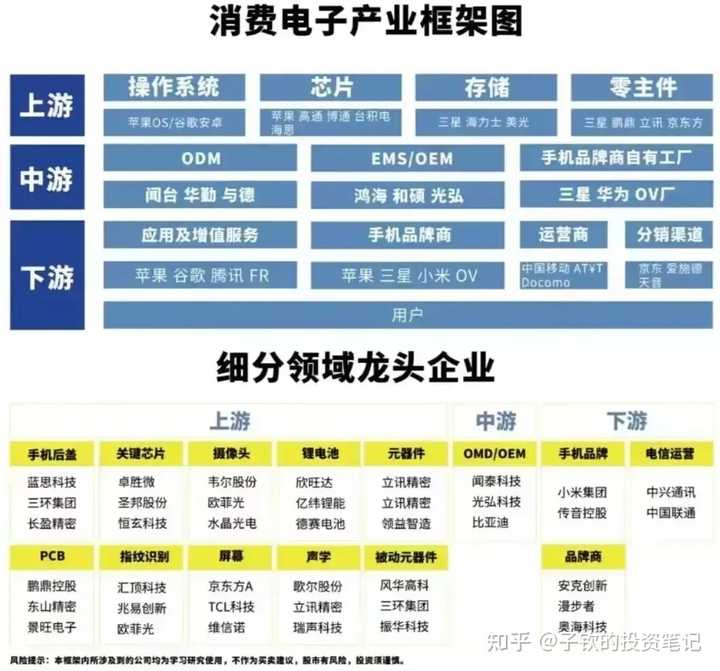 消费电子产业框架图
上游
操作系统
芯片
存储
零主件
苹果OS/谷歌安卓
苹果 高通 博通 台积电
海思
三星 海力士 美光
三星 鹏鼎 立讯 京东方
中游
ODM
EMS/OEM
手机品牌商自有工厂
闻台 华勤 与德
鸿海 和硕 光弘
三星 华为 OV厂
下游
应用及增值服务
手机品牌商
运营商
分销渠道
苹果 谷歌 腾讯 FR
苹果 三星 小米 OV
中国移动 AT¥T
Docomo
京东 爱施德
天音
用户
细分领域龙头企业
上游
中游
下游
手机后盖
关键芯片
摄像头
锂电池
元器件
OMD/OEM
手机品牌
电信运营
蓝思科技
卓胜微
韦尔股份
欣旺达
立讯精密
闻泰科技
小米集团
中兴通讯
三环集团
圣邦股份
欧菲光
亿纬锂能
立讯精密
光弘科技
传音控股
中国联通
长盈精密
恒玄科技
水晶光电
德赛电池
领益智造
比亚迪
PCB
指纹识别
屏幕
声学
被动元器件
品牌商
鹏鼎控股
汇顶科技
京东方A
歌尔股份
风华高科
安克创新
东山精密
兆易创新
TCL科技
立讯精密
三环集团
漫步者
景旺电子
欧菲光
维信诺
瑞声科技
振华科技
奥海科技
风险提示：本框架内所涉及到的公司均为学习研究使用，不作为买卖建议，股市有风险，投资须谨慎。
知乎 @子钦的投资笔记